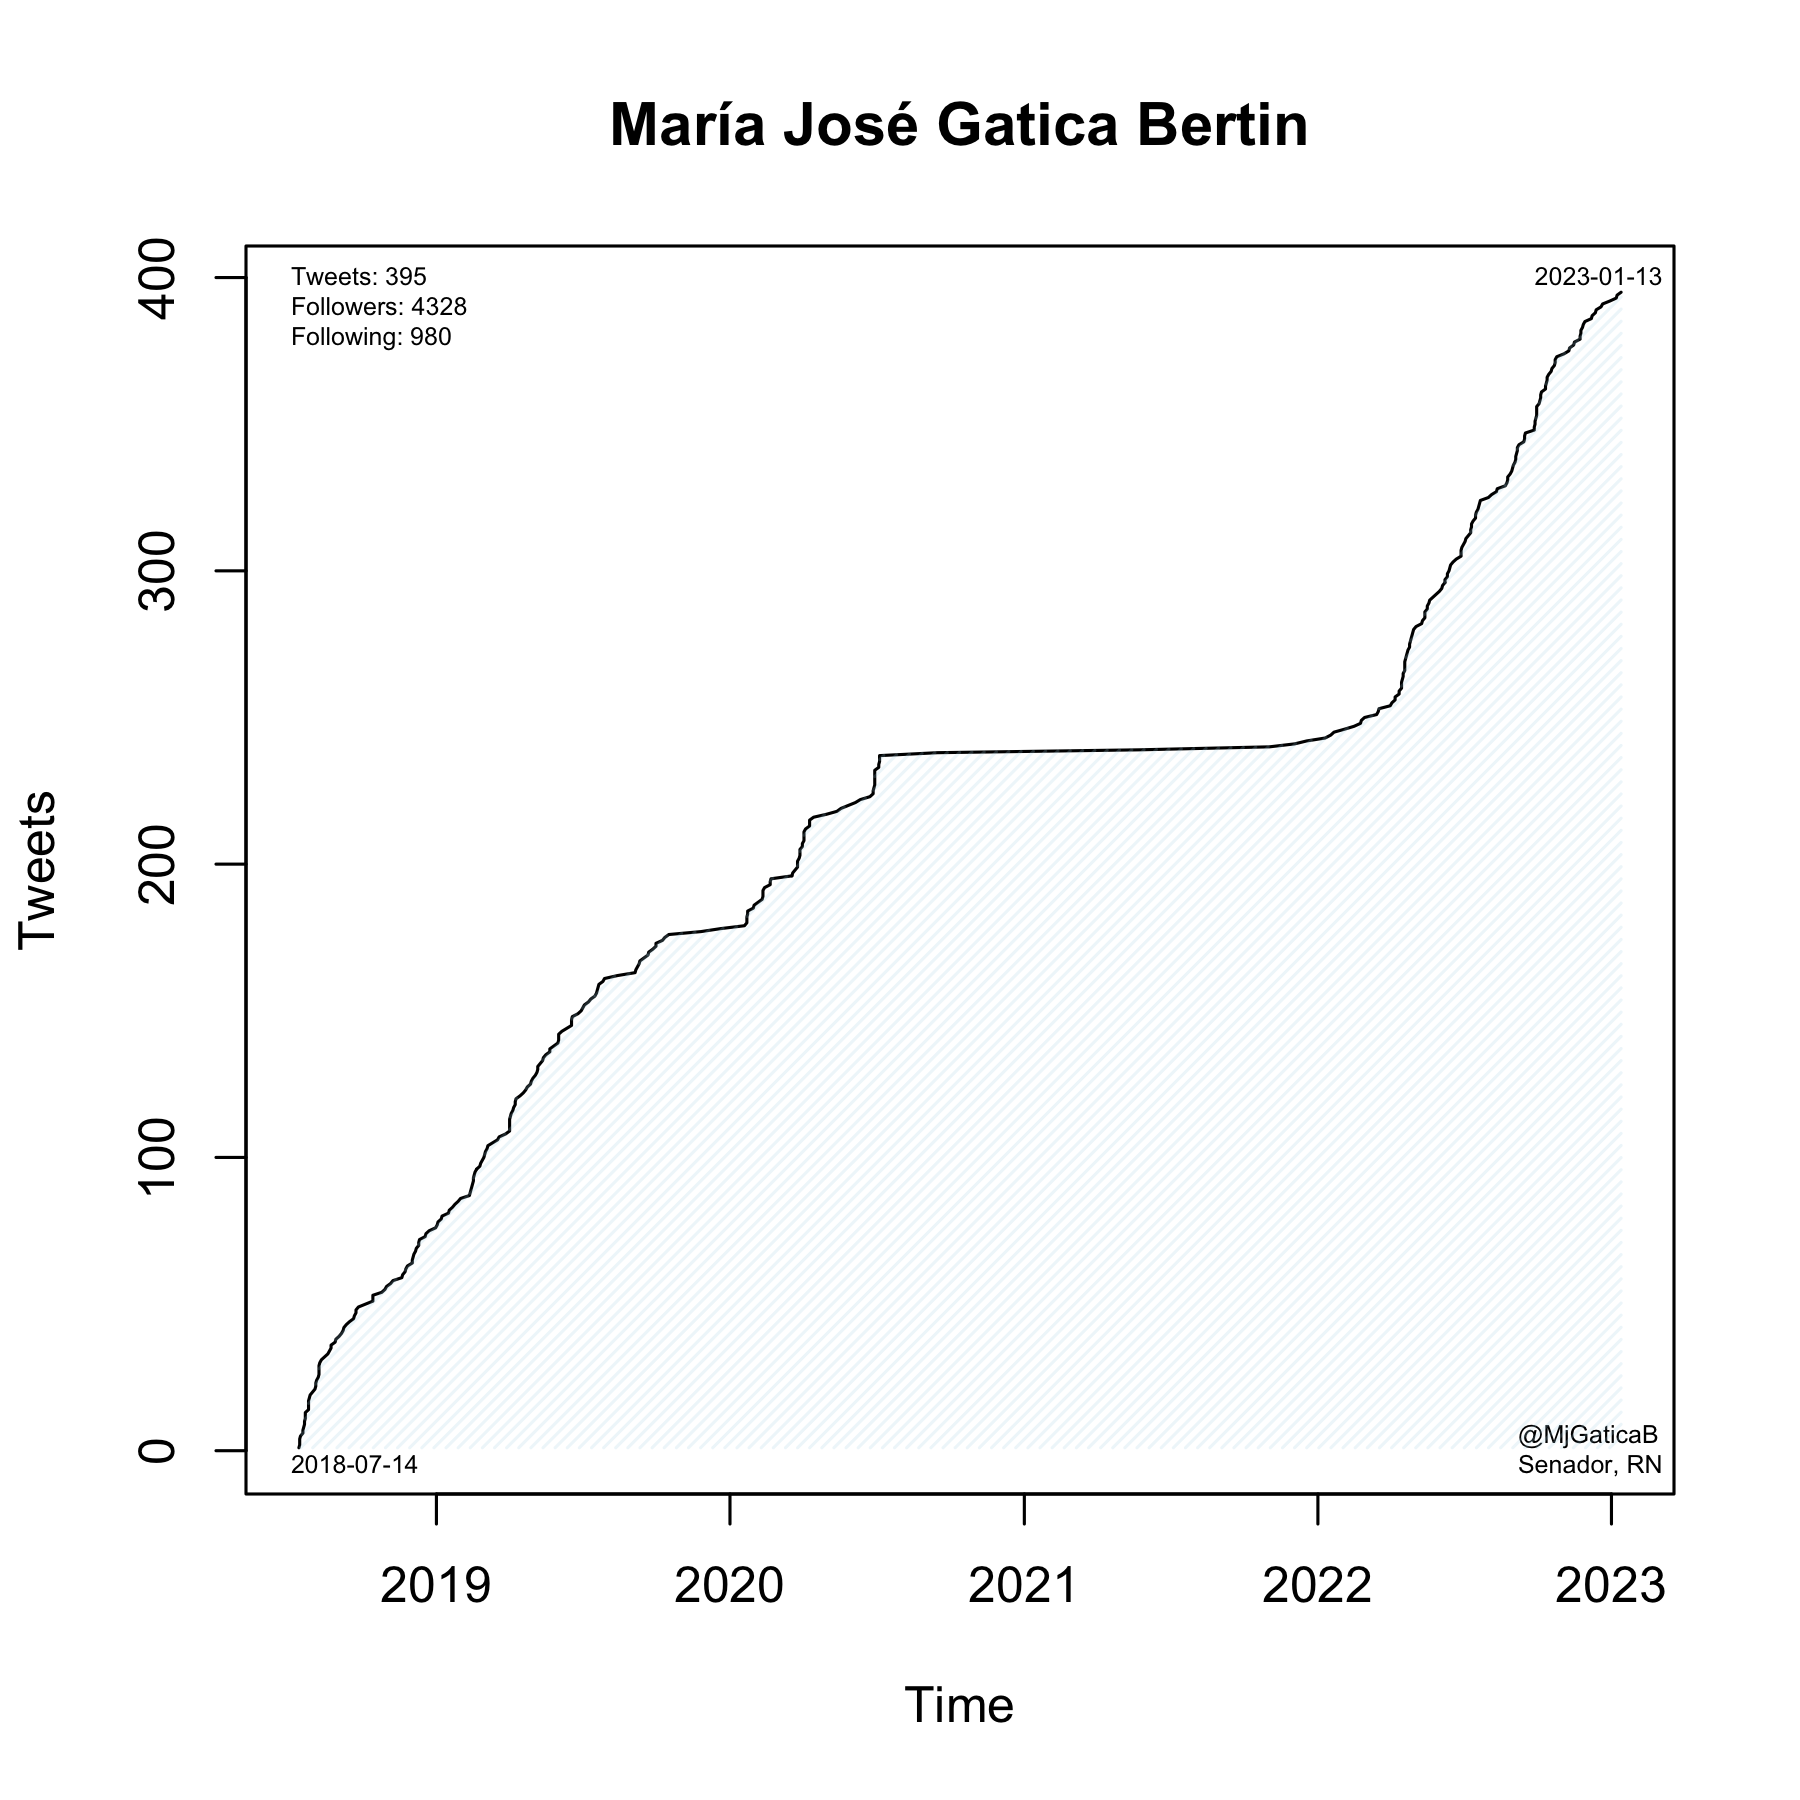 María José Gatica Bertin
Tweets: 395
Followers: 4328
Following: 980
2023-01-13
400
300
200
100
0
Tweets
2018-07-14
@MjGaticaB
Senador, RN
2019
2020
2021
2022
2023
Time